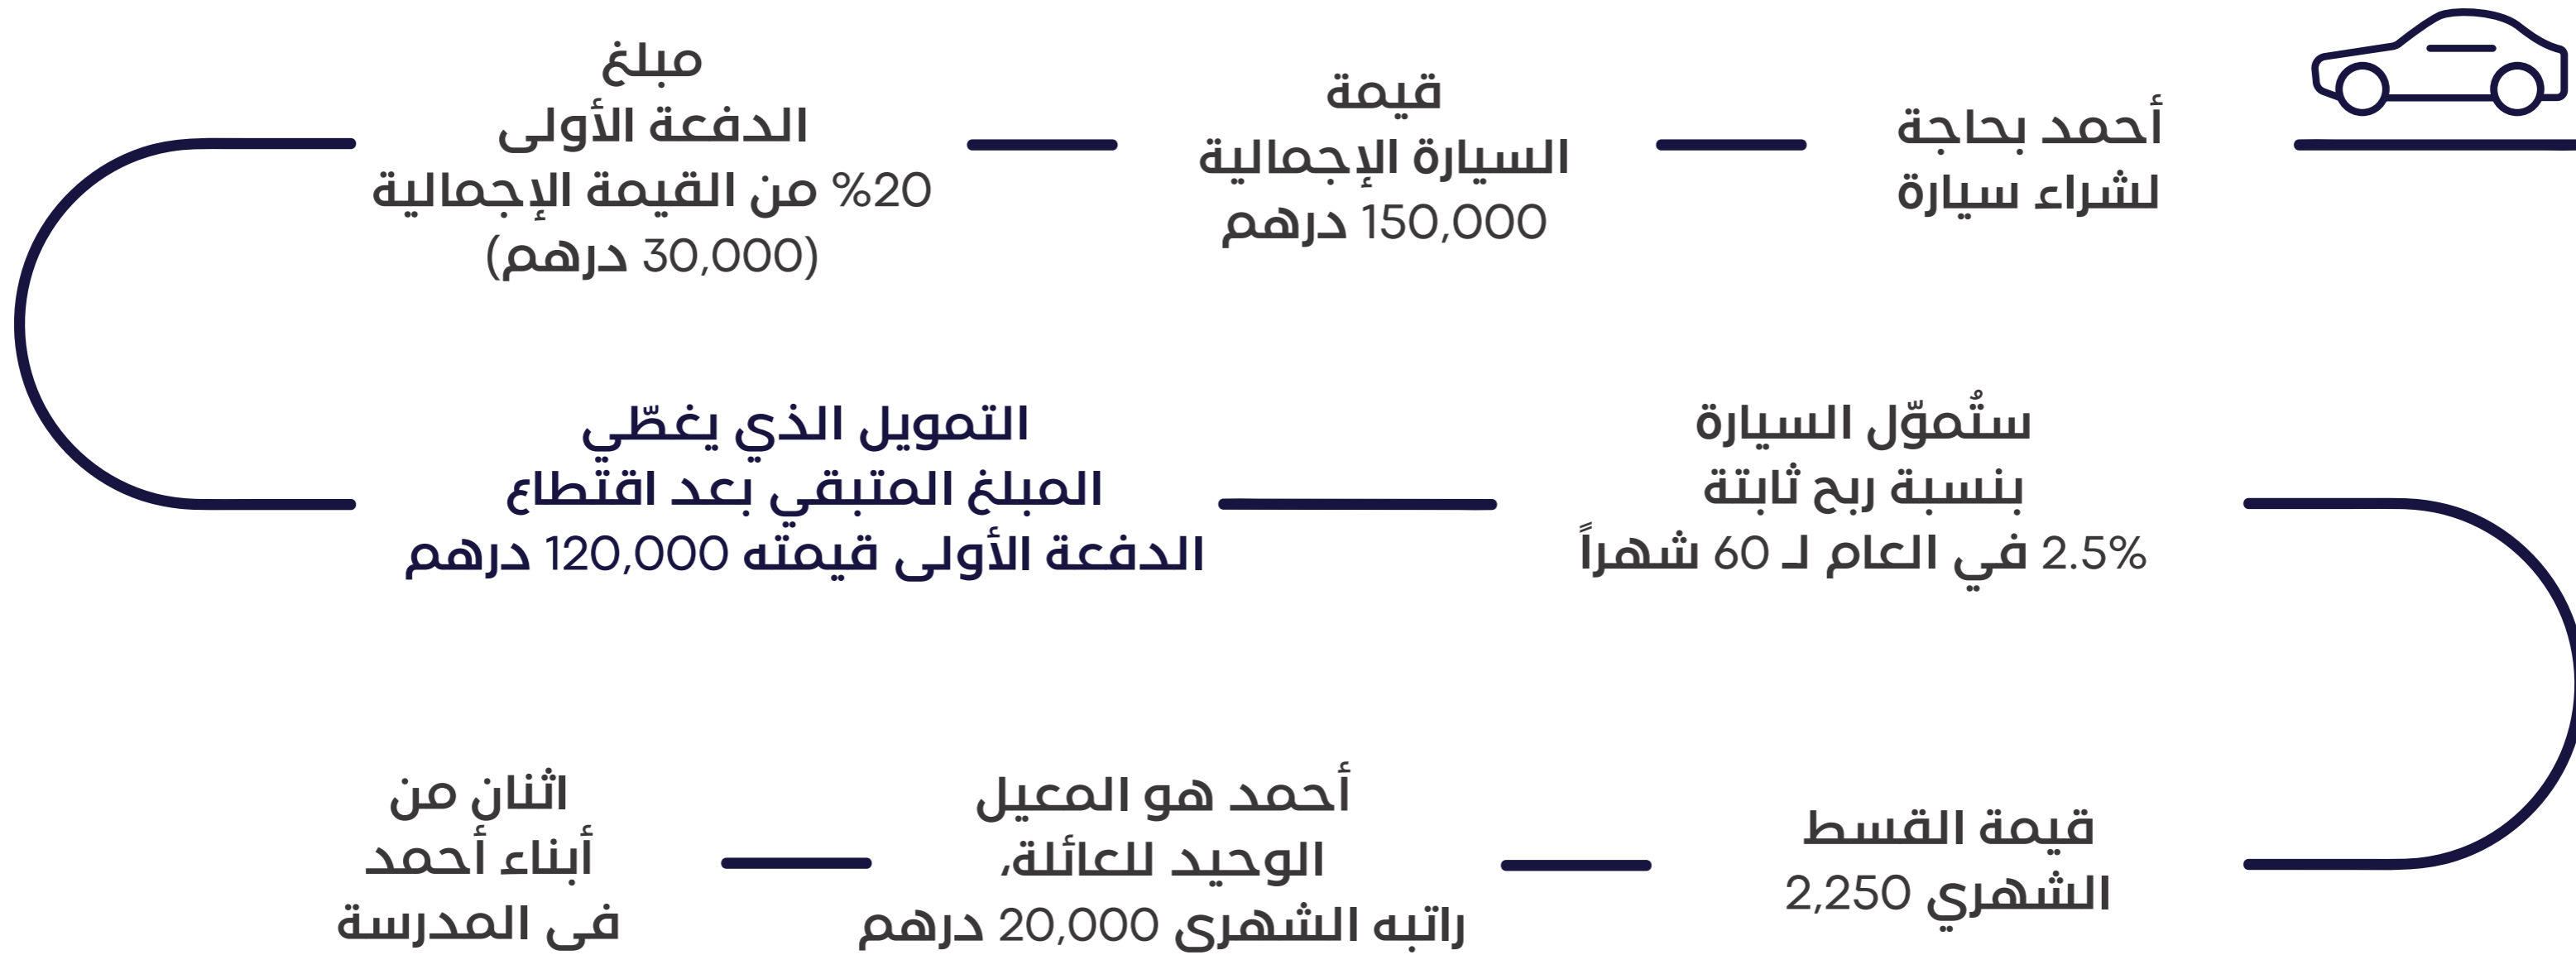 أحمد بحاجة
لشراء سيارة
قيمة
السيارة الإجمالية
150,000 درهم
مبلغ
الدفعة الأولى
20% من القيمة الإجمالية
(30,000 درهم)
التمويل الذي يغطّي
المبلغ المتبقي بعد اقتطاع
الدفعة الأولى قيمته 120,000 درهم
ستُموّل السيارة
بنسبة ربح ثابتة
2.5% في العام لـ 60 شهراً
قيمة القسط
الشهري 2,250
أحمد هو المعيل
الوحيد للعائلة،
راتبه الشهري 20,000 درهم
اثنان من
أبناء أحمد
في المدرسة